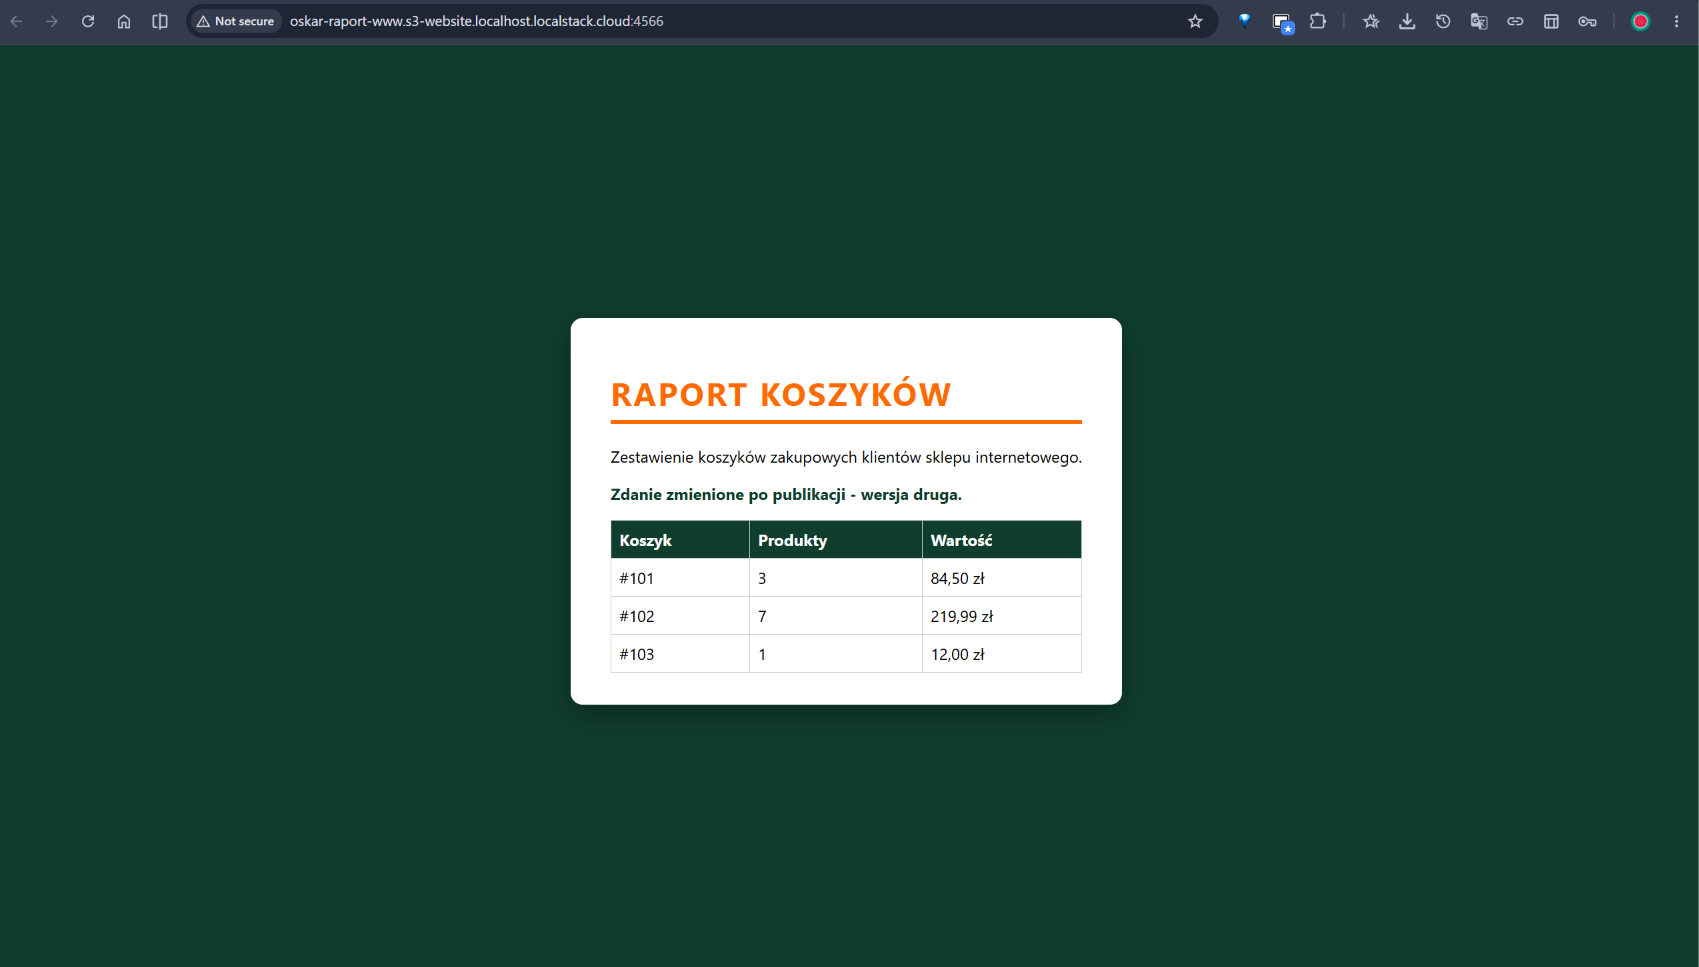 Not secure oskar-raport-www.s3-website.localhost.localstack.cloud:4566
RAPORT KOSZYKÓW
Zestawienie koszyków zakupowych klientów sklepu internetowego.
Zdanie zmienione po publikacji - wersja druga.
Koszyk Produkty Wartość
#101 3 84,50 zł
#102 7 219,99 zł
#103 1 12,00 zł